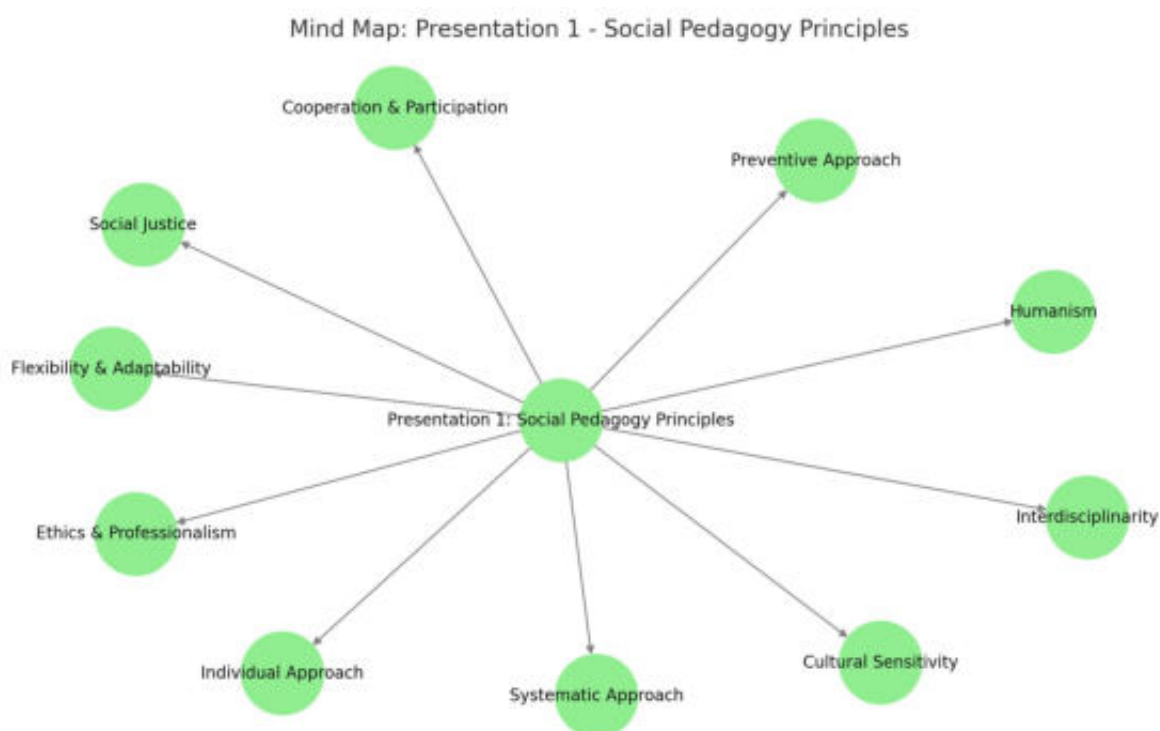 Mind Map: Presentation 1 - Social Pedagogy Principles
Cooperation & Participation
Preventive Approach
Social Justice
Humanism
Flexibility & Adaptability
Presentation 1: Social Pedagogy Principles
Interdisciplinarity
Ethics & Professionalism
Cultural Sensitivity
Individual Approach
Systematic Approach